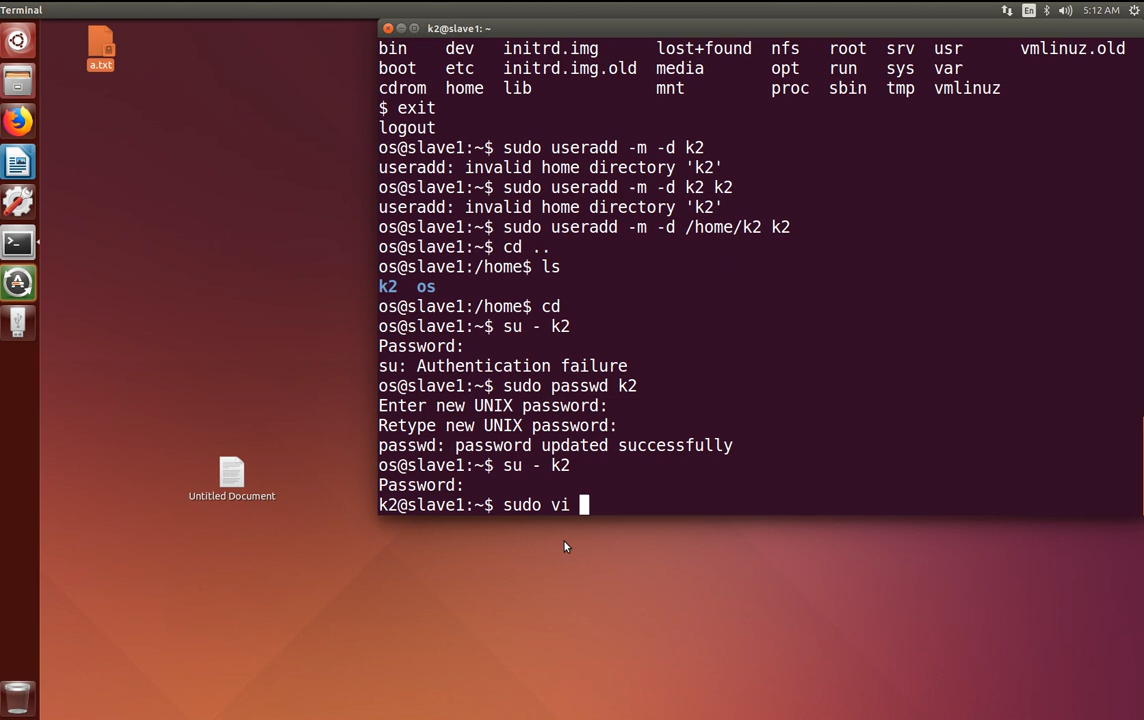 Terminal
En
5:12 AM
a.txt
k2@slave1: ~
bin dev initrd.img lost+found nfs root srv usr vmlinuz.old
boot etc initrd.img.old media opt run sys var
cdrom home lib mnt proc sbin tmp vmlinuz
$ exit
logout
os@slave1:~$ sudo useradd -m -d k2
useradd: invalid home directory 'k2'
os@slave1:~$ sudo useradd -m -d k2 k2
useradd: invalid home directory 'k2'
os@slave1:~$ sudo useradd -m -d /home/k2 k2
os@slave1:~$ cd ..
os@slave1:/home$ ls
k2 os
os@slave1:/home$ cd
os@slave1:~$ su - k2
Password:
su: Authentication failure
os@slave1:~$ sudo passwd k2
Enter new UNIX password:
Retype new UNIX password:
passwd: password updated successfully
os@slave1:~$ su - k2
Password:
k2@slave1:~$ sudo vi
Untitled Document